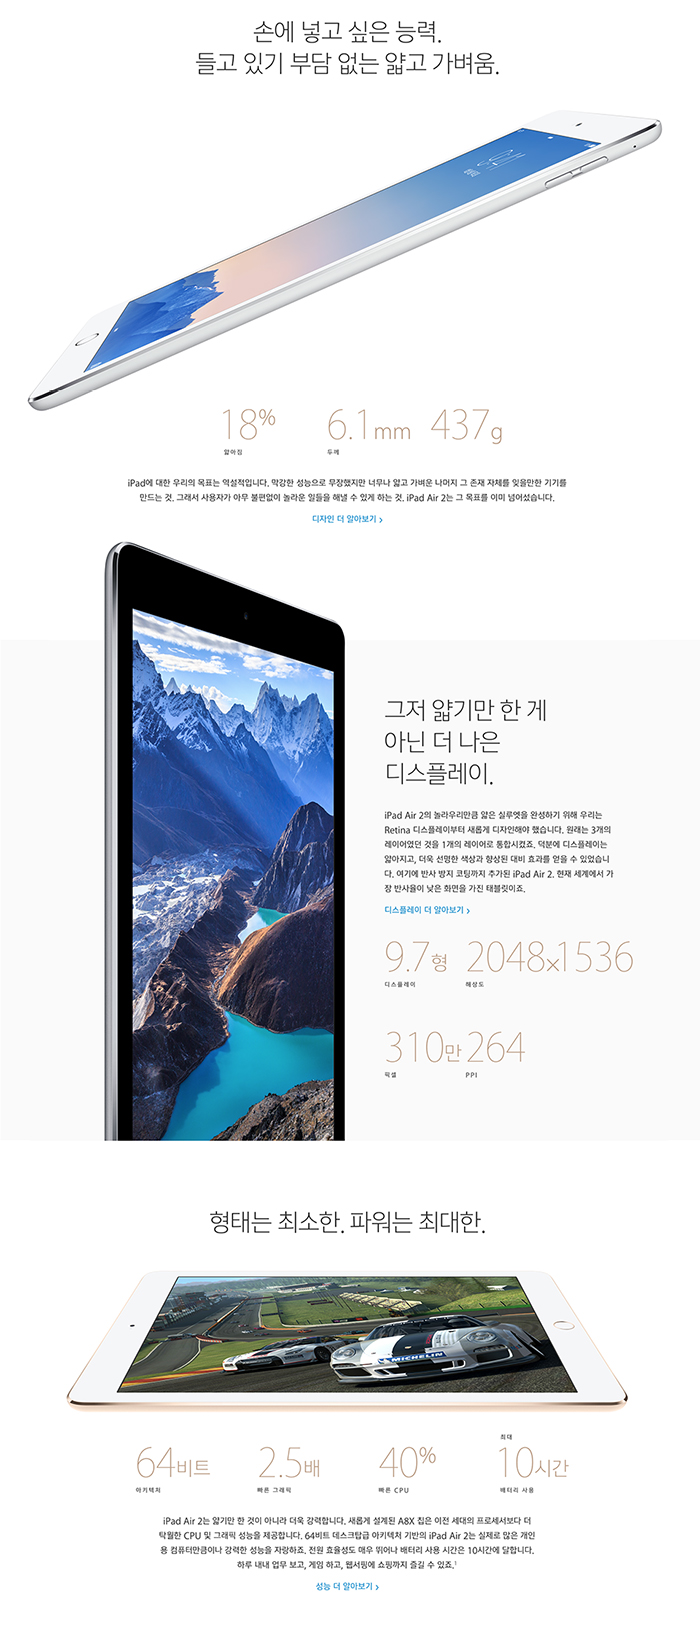 손에 넣고 싶은 능력.
들고 있기 부담 없는 얇고 가벼움.
18% 6.1mm 437g
얇아짐 두께
iPad에 대한 우리의 목표는 역설적입니다. 막강한 성능으로 무장했지만 너무나 얇고 가벼운 나머지 그 존재 자체를 잊을만한 기기를
만드는 것. 그래서 사용자가 아무 불편없이 놀라운 일들을 해낼 수 있게 하는 것. iPad Air 2는 그 목표를 이미 넘어섰습니다.
디자인 더 알아보기 >
그저 얇기만 한 게
아닌 더 나은
디스플레이.
iPad Air 2의 놀라우리만큼 얇은 실루엣을 완성하기 위해 우리는
Retina 디스플레이부터 새롭게 디자인해야 했습니다. 원래는 3개의
레이어였던 것을 1개의 레이어로 통합시켰죠. 덕분에 디스플레이는
얇아지고, 더욱 선명한 색상과 향상된 대비 효과를 얻을 수 있었습니
다. 여기에 반사 방지 코팅까지 추가된 iPad Air 2. 현재 세계에서 가
장 반사율이 낮은 화면을 가진 태블릿이죠.
디스플레이 더 알아보기 >
9.7형 2048x1536
디스플레이 해상도
310만 264
픽셀 PPI
형태는 최소한. 파워는 최대한.
MICHELIN
최대
64비트 2.5배 40% 10시간
아키텍처 빠른 그래픽 빠른 CPU 배터리 사용
iPad Air 2는 얇기만 한 것이 아니라 더욱 강력합니다. 새롭게 설계된 A8X 칩은 이전 세대의 프로세서보다 더
탁월한 CPU 및 그래픽 성능을 제공합니다. 64비트 데스크탑급 아키텍처 기반의 iPad Air 2는 실제로 많은 개인
용 컴퓨터만큼이나 강력한 성능을 자랑하죠. 전원 효율성도 매우 뛰어나 배터리 사용 시간은 10시간에 달합니다.
하루 내내 업무 보고, 게임 하고, 웹서핑에 쇼핑까지 즐길 수 있죠.¹
성능 더 알아보기 >